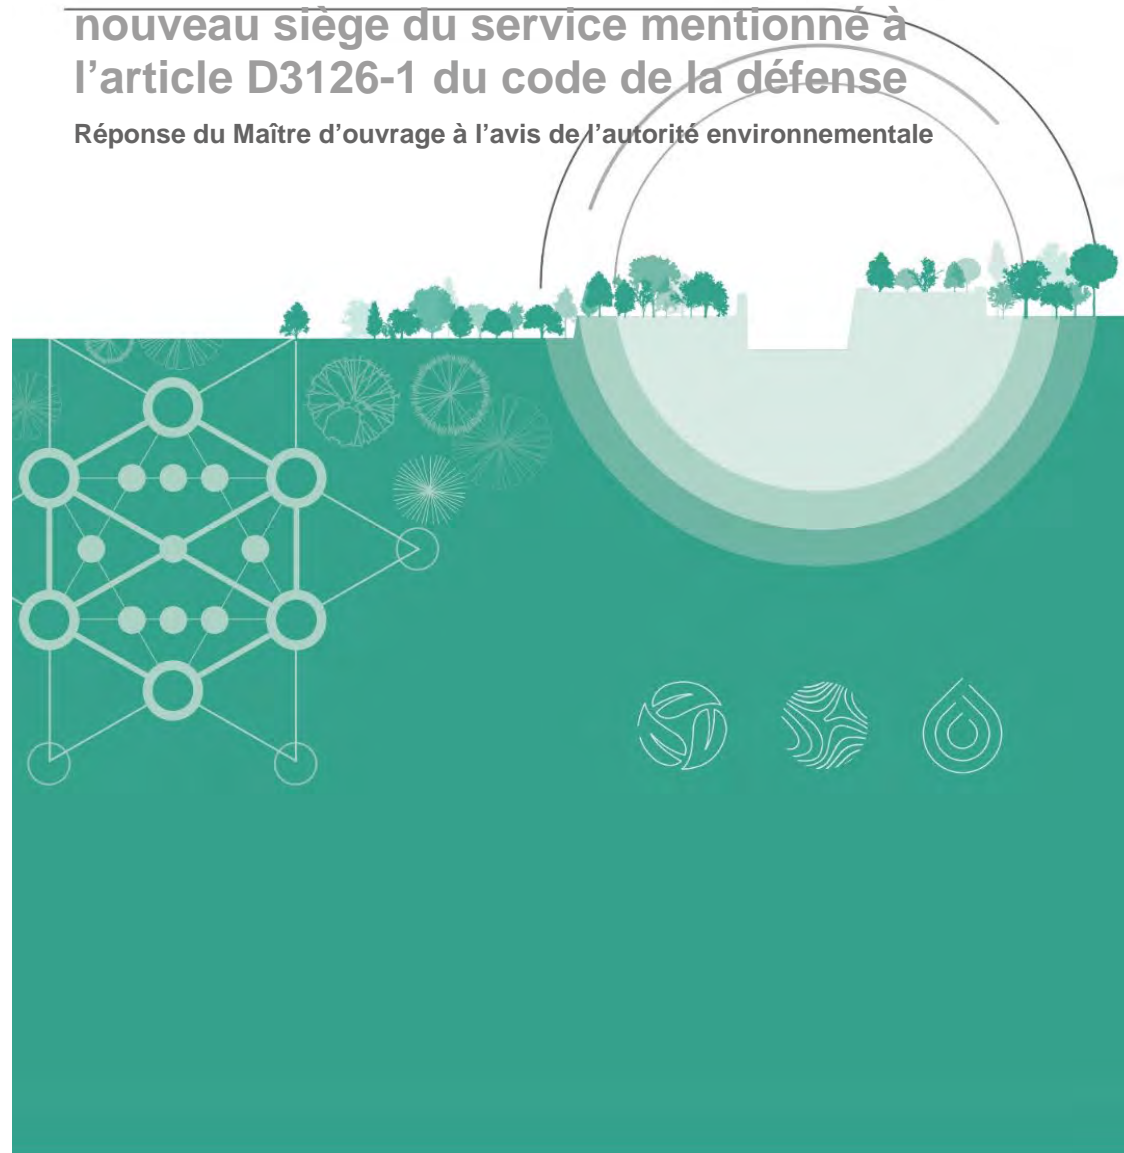 nouveau siège du service mentionné à
l’article D3126-1 du code de la défense
Réponse du Maître d’ouvrage à l’avis de l’autorité environnementale